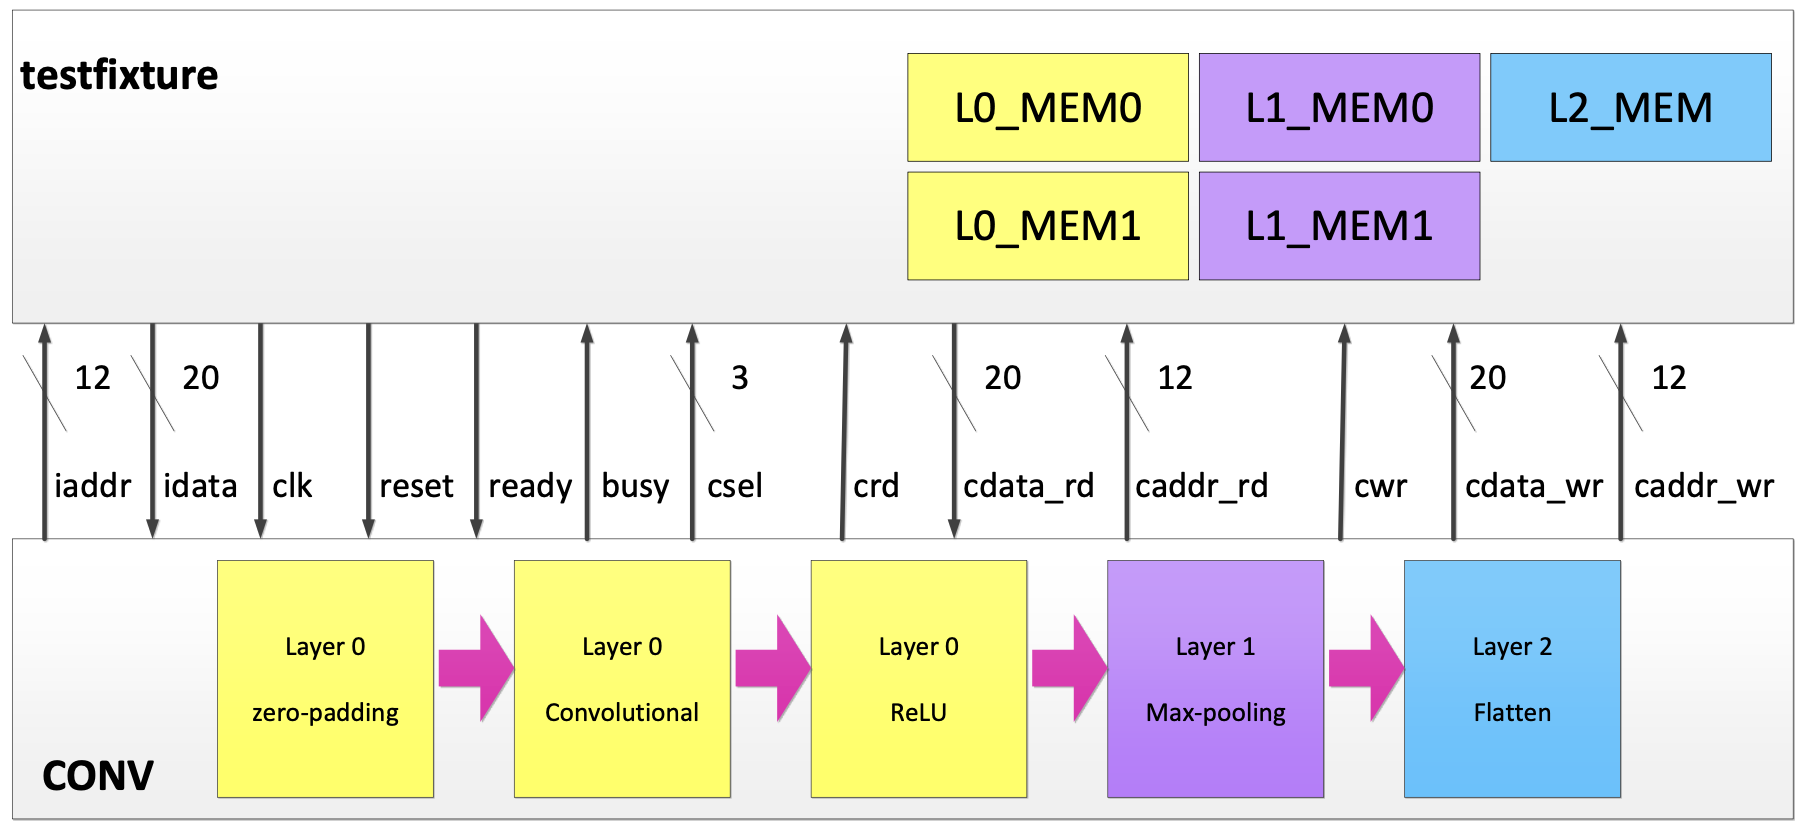 testfixture
L0_MEM0
L1_MEM0
L2_MEM
L0_MEM1
L1_MEM1
12
20
3
20
12
20
12
iaddr
idata
clk
reset
ready
busy
csel
crd
cdata_rd
caddr_rd
cwr
cdata_wr
caddr_wr
Layer 0
zero-padding
Layer 0
Convolutional
Layer 0
ReLU
Layer 1
Max-pooling
Layer 2
Flatten
CONV